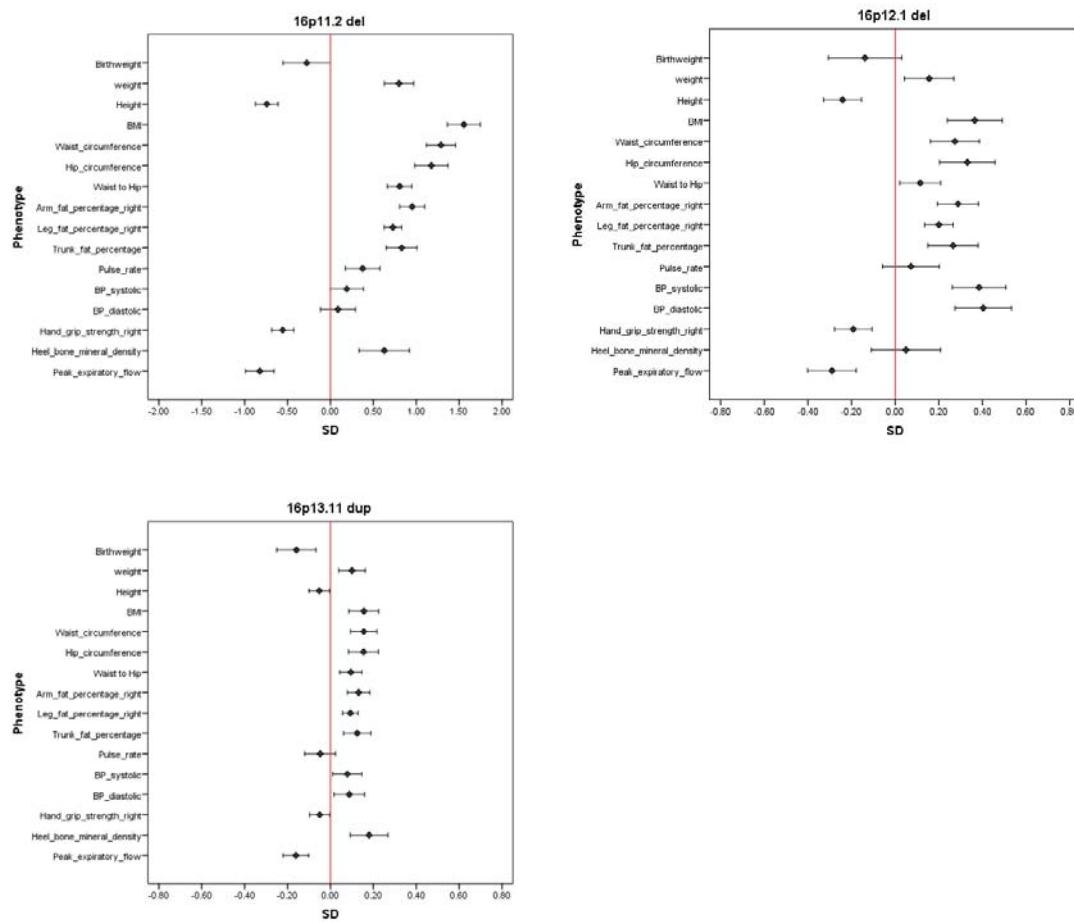 16p11.2 del
Phenotype
Birthweight
weight
Height
BMI
Waist_circumference
Hip_circumference
Waist to Hip
Arm_fat_percentage_right
Leg_fat_percentage_right
Trunk_fat_percentage
Pulse_rate
BP_systolic
BP_diastolic
Hand_grip_strength_right
Heel_bone_mineral_density
Peak_expiratory_flow
-2.00 -1.50 -1.00 -0.50 0.00 0.50 1.00 1.50 2.00
SD
16p12.1 del
Phenotype
Birthweight
weight
Height
BMI
Waist_circumference
Hip_circumference
Waist to Hip
Arm_fat_percentage_right
Leg_fat_percentage_right
Trunk_fat_percentage
Pulse_rate
BP_systolic
BP_diastolic
Hand_grip_strength_right
Heel_bone_mineral_density
Peak_expiratory_flow
-0.80 -0.60 -0.40 -0.20 0.00 0.20 0.40 0.60 0.8
SD
16p13.11 dup
Phenotype
Birthweight
weight
Height
BMI
Waist_circumference
Hip_circumference
Waist to Hip
Arm_fat_percentage_right
Leg_fat_percentage_right
Trunk_fat_percentage
Pulse_rate
BP_systolic
BP_diastolic
Hand_grip_strength_right
Heel_bone_mineral_density
Peak_expiratory_flow
-0.80 -0.60 -0.40 -0.20 0.00 0.20 0.40 0.60 0.80
SD